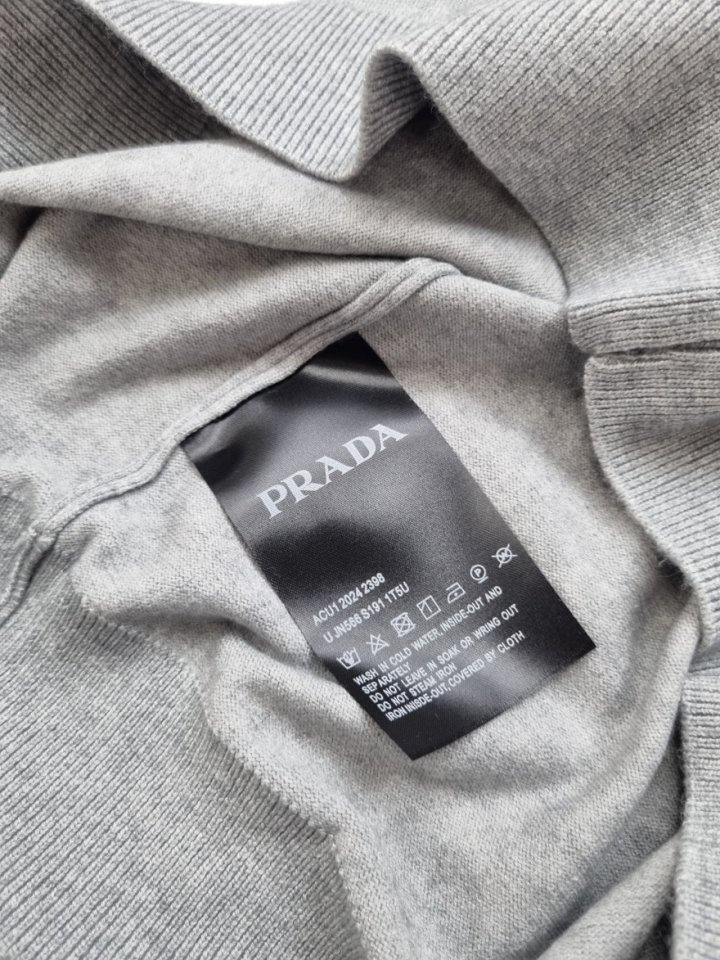 PRADA
ACU1 2024 2398
U JN566 S191 1T5U
WASH IN COLD WATER, INSIDE-OUT AND
SEPARATELY
DO NOT LEAVE IN SOAK OR WRING OUT
DO NOT STEAM IRON
IRON INISDE-OUT, COVERED BY CLOTH